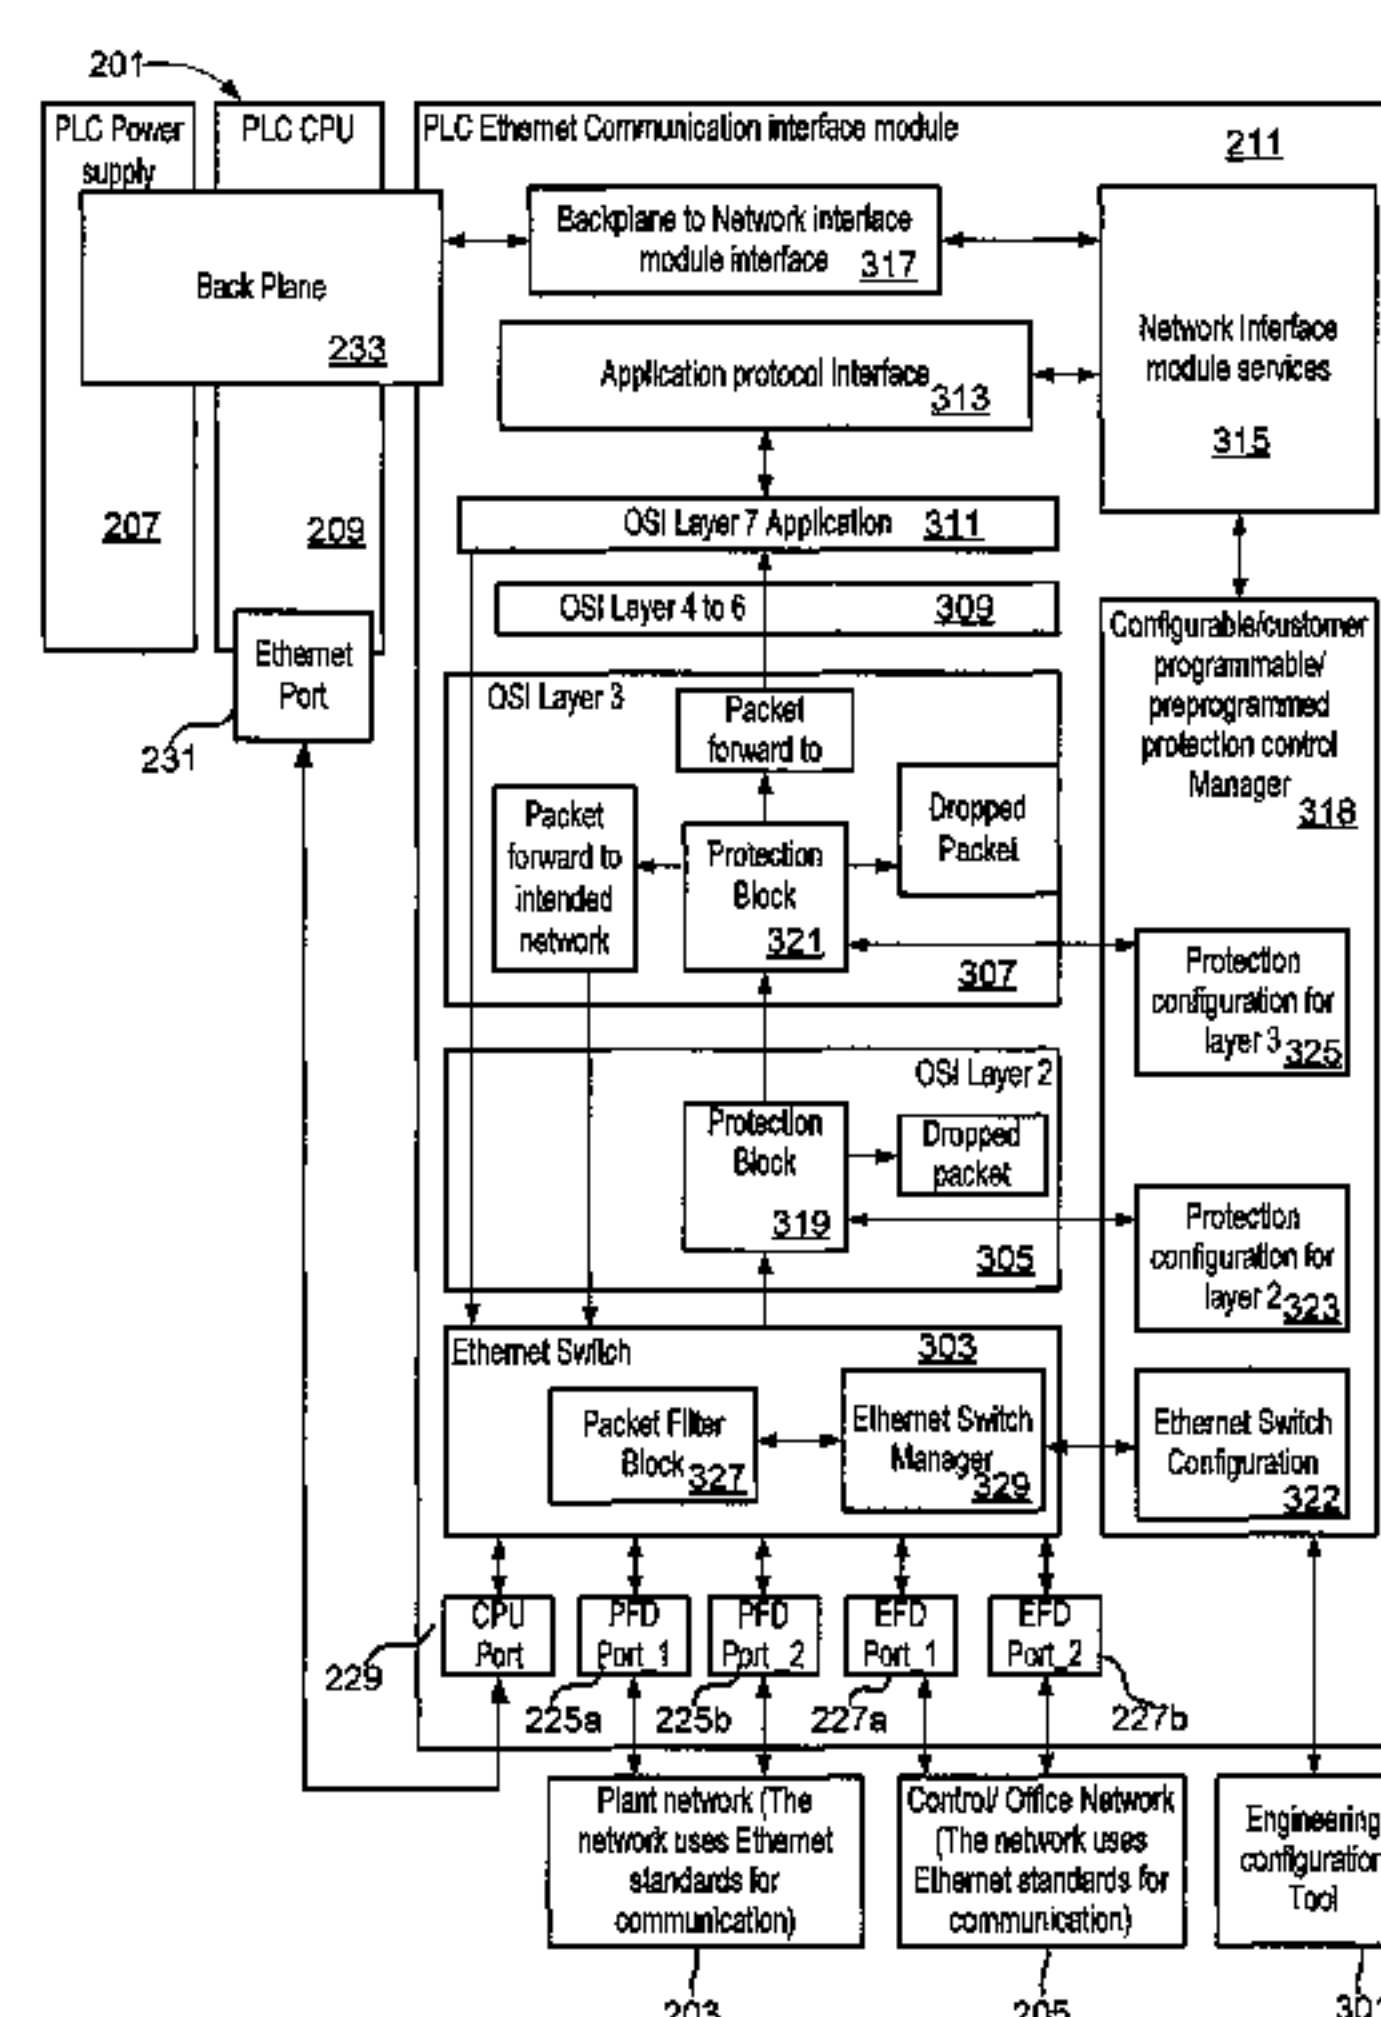 201
PLC Power
supply
207
PLC CPU
209
PLC Ethernet Communication interface module
211
Back Plane
233
Backplane to Network interface
module interface 317
Network Interface
module services
315
Application protocol Interface
313
OSI Layer 7 Application 311
OSI Layer 4 to 6 309
Ethernet
Port
231
OSI Layer 3
Packet
forward to
Packet
forward to
intended
network
Protection
Block
321
Dropped
Packet
307
Configurable/customer
programmable/
preprogrammed
protection control
Manager
318
Protection
configuration for
layer 3 325
OSI Layer 2
Protection
Block
319
Dropped
packet
305
Protection
configuration for
layer 2 323
Ethernet Switch 303
Packet Filter
Block 327
Ethernet Switch
Manager
329
Ethernet Switch
Configuration
322
CPU
Port
PFD
Port_1
PFD
Port_2
EFD
Port_1
EFD
Port_2
229
225a
225b
227a
227b
Plant network (The
network uses Ethernet
standards for
communication)
Control/ Office Network
(The network uses
Ethernet standards for
communication)
Engineering
configuration
Tool
203
205
301